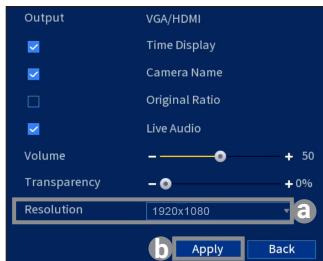 Output VGA/HDMI
Time Display
Camera Name
Original Ratio
Live Audio
Volume - + 50
Transparency - + 0%
Resolution 1920x1080 a
b Apply Back